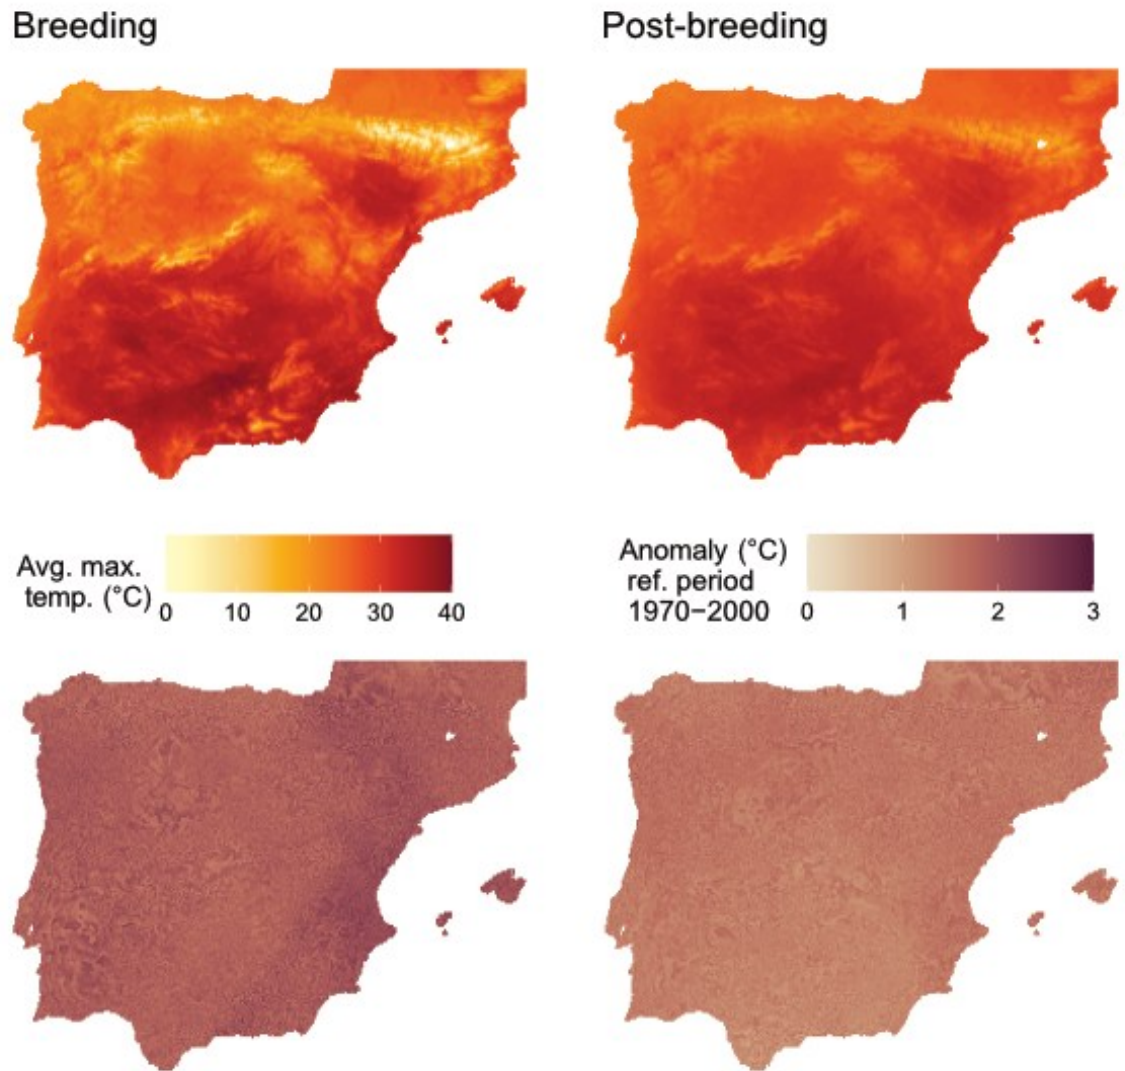 Breeding
Post-breeding
Avg. max.
temp. (°C)
0 10 20 30 40
Anomaly (°C)
ref. period
1970−2000
0 1 2 3